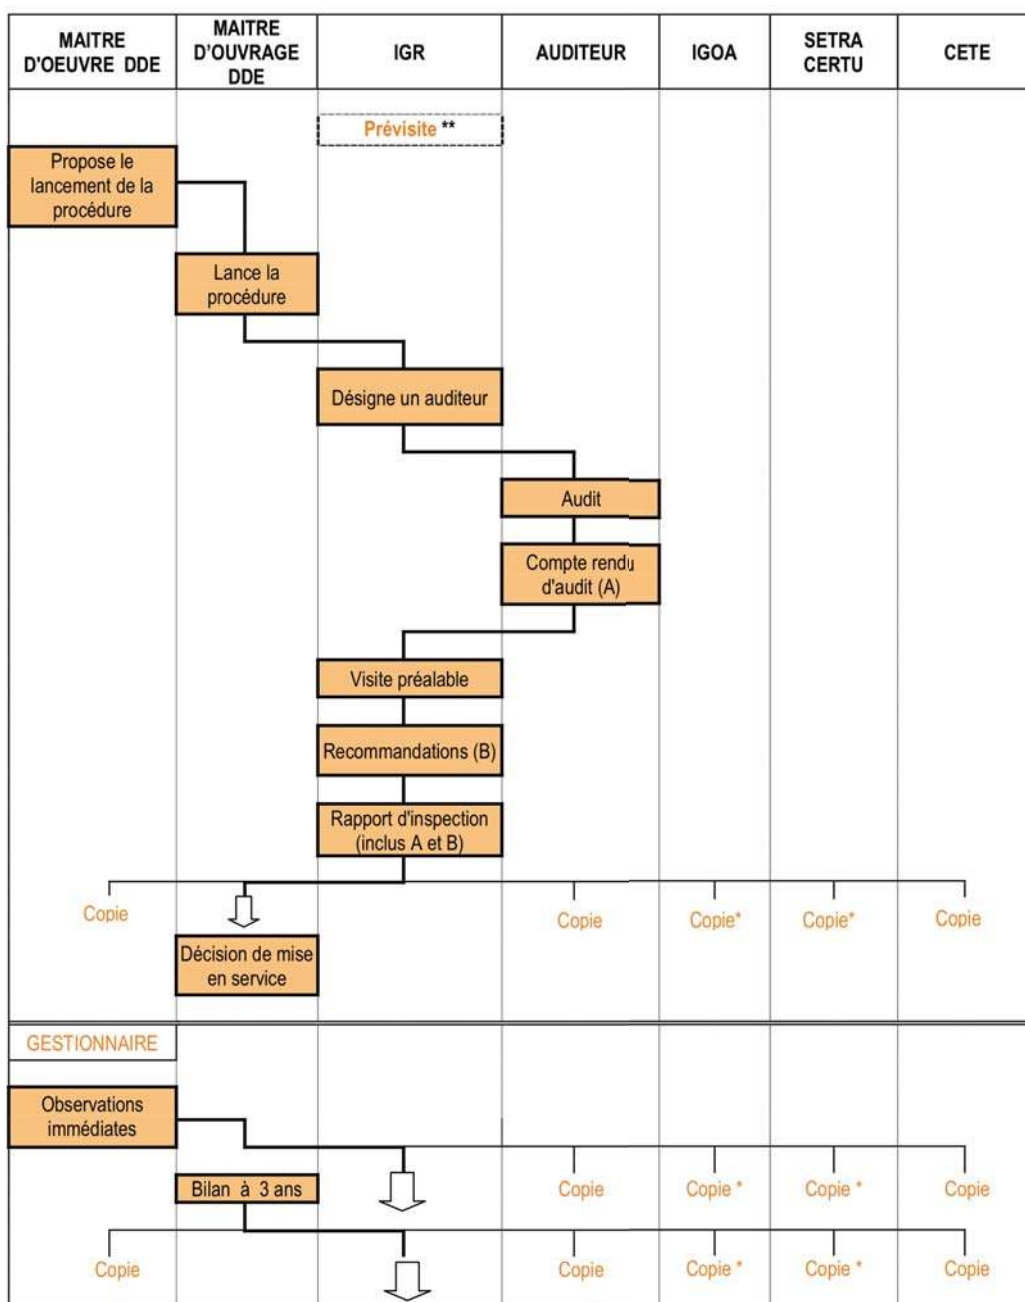 MAITRE
D'OEUVRE DDE
MAITRE
D'OUVRAGE
DDE
IGR
AUDITEUR
IGOA
SETRA
CERTU
CETE
Prévisite **
Propose le
lancement de la
procédure
Lance la
procédure
Désigne un auditeur
Audit
Compte rendu
d'audit (A)
Visite préalable
Recommandations (B)
Rapport d'inspection
(inclus A et B)
Copie
Copie
Copie*
Copie*
Copie
Décision de mise
en service
GESTIONNAIRE
Observations
immédiates
Bilan à 3 ans
Copie
Copie *
Copie *
Copie
Copie
Copie
Copie *
Copie *
Copie